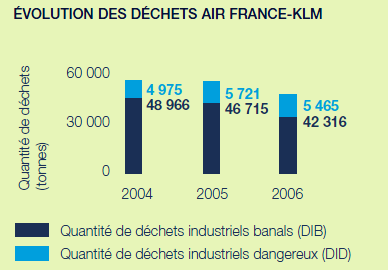 ÉVOLUTION DES DÉCHETS AIR FRANCE-KLM
Quantité de déchets
(tonnes)
60 000
30 000
0
4 975
48 966
5 721
46 715
5 465
42 316
2004
2005
2006
Quantité de déchets industriels banals (DIB)
Quantité de déchets industriels dangereux (DID)